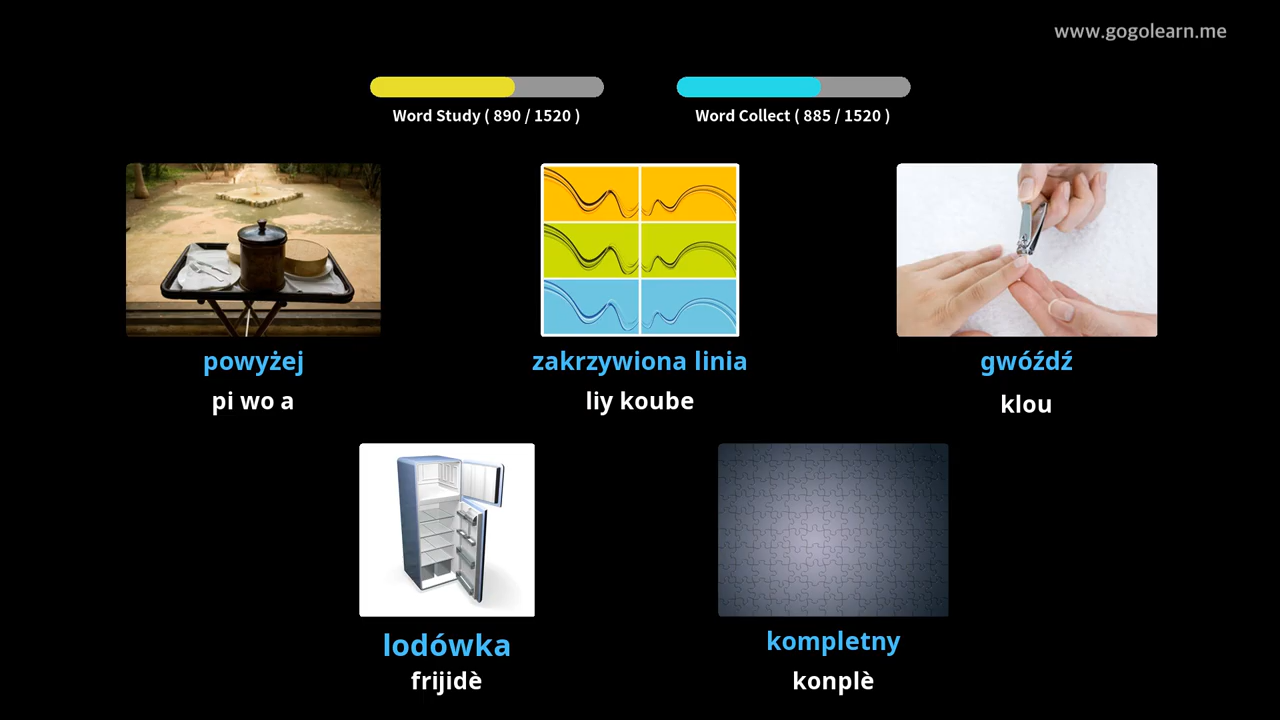 www.gogolearn.me
Word Study ( 890 / 1520 )
Word Collect ( 885 / 1520 )
powyżej
pi wo a
zakrzywiona linia
liy koube
gwóźdź
klou
lodówka
frijidè
kompletny
konplè